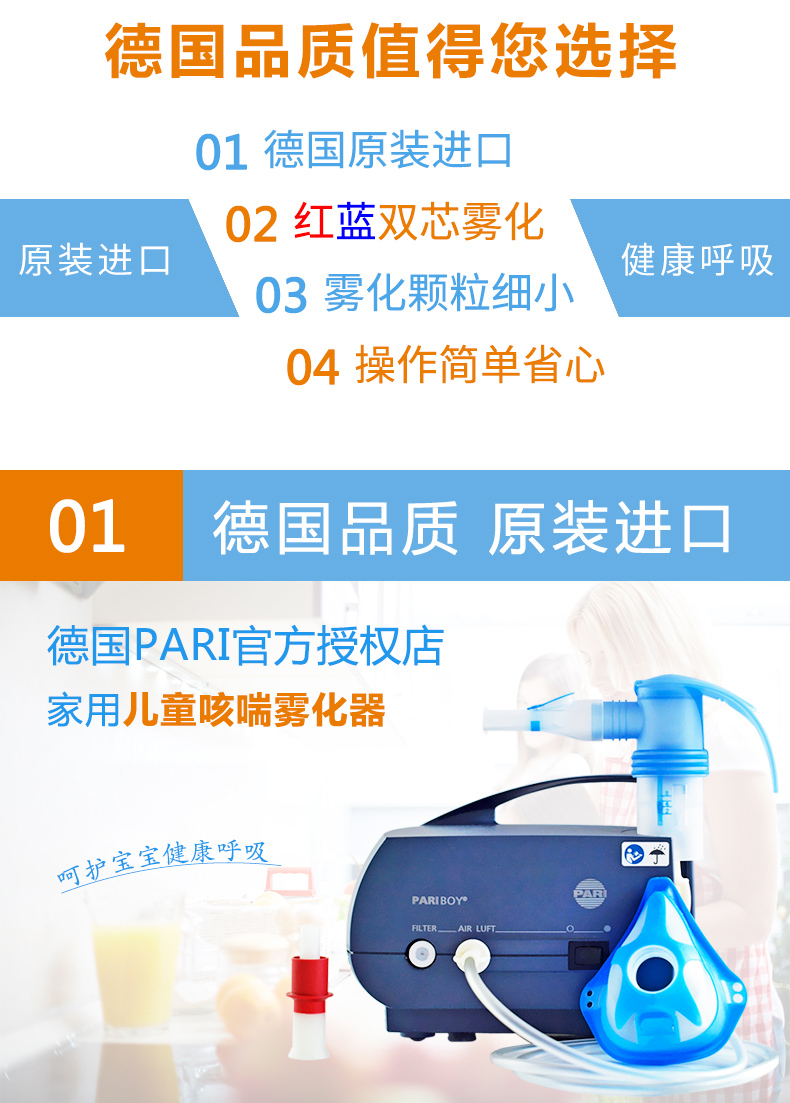 德国品质值得您选择
01 德国原装进口
原装进口
02 红蓝双芯雾化
健康呼吸
03 雾化颗粒细小
04 操作简单省心
01 德国品质 原装进口
德国PARI官方授权店
家用儿童咳喘雾化器
呵护宝宝健康呼吸
PARI BOY®
PARI
FILTER AIR LUFT